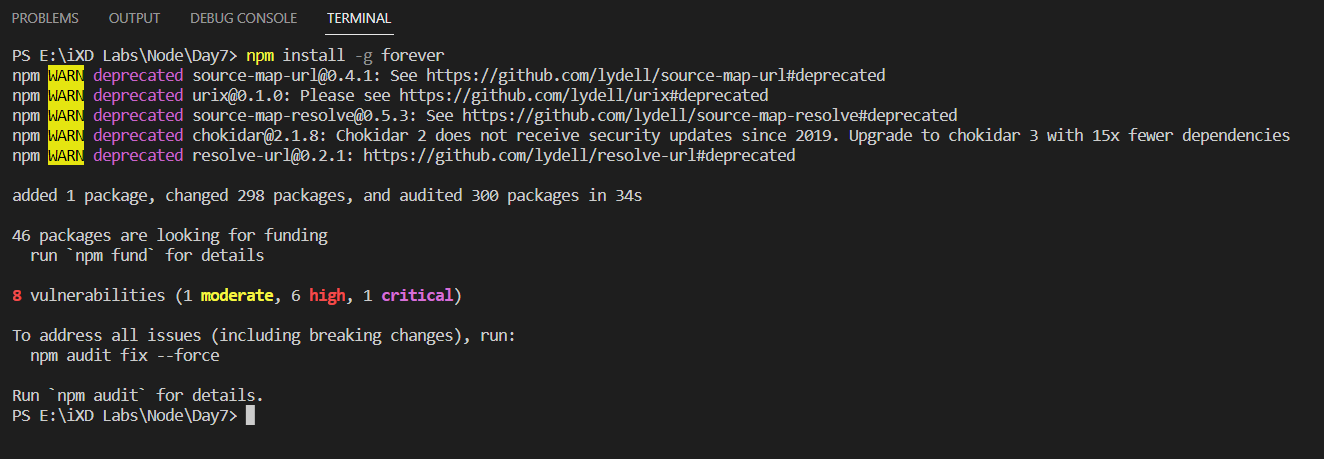 PROBLEMS OUTPUT DEBUG CONSOLE TERMINAL
PS E:\iXD Labs\Node\Day7> npm install -g forever
npm WARN deprecated source-map-url@0.4.1: See https://github.com/lydell/source-map-url#deprecated
npm WARN deprecated urix@0.1.0: Please see https://github.com/lydell/urix#deprecated
npm WARN deprecated source-map-resolve@0.5.3: See https://github.com/lydell/source-map-resolve#deprecated
npm WARN deprecated chokidar@2.1.8: Chokidar 2 does not receive security updates since 2019. Upgrade to chokidar 3 with 15x fewer dependencies
npm WARN deprecated resolve-url@0.2.1: https://github.com/lydell/resolve-url#deprecated
added 1 package, changed 298 packages, and audited 300 packages in 34s
46 packages are looking for funding
run `npm fund` for details
8 vulnerabilities (1 moderate, 6 high, 1 critical)
To address all issues (including breaking changes), run:
npm audit fix --force
Run `npm audit` for details.
PS E:\iXD Labs\Node\Day7>